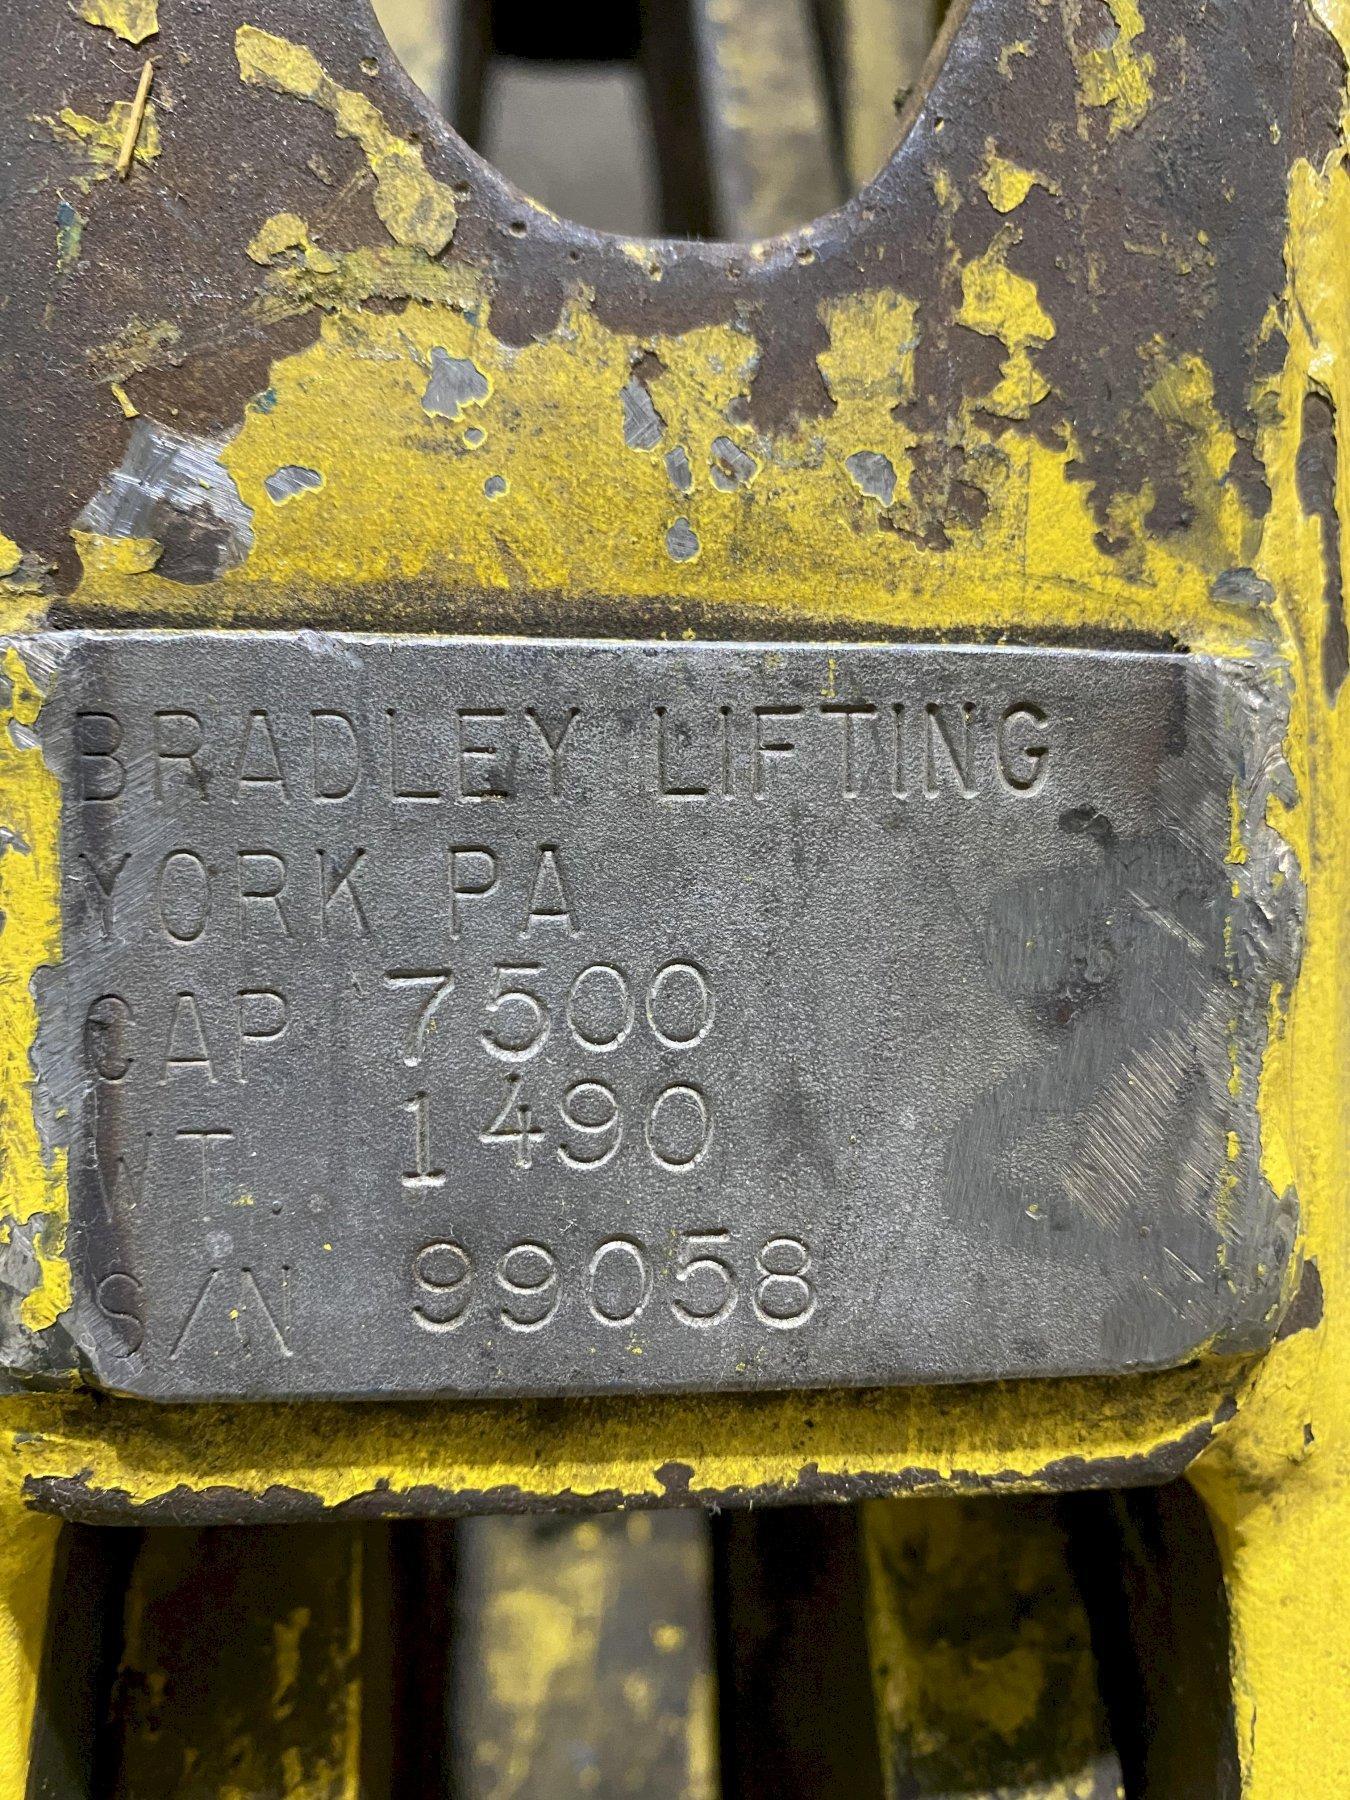 BRADLEY LIFTING
YORK PA
CAP 7500
WT. 1490
S/N 99058